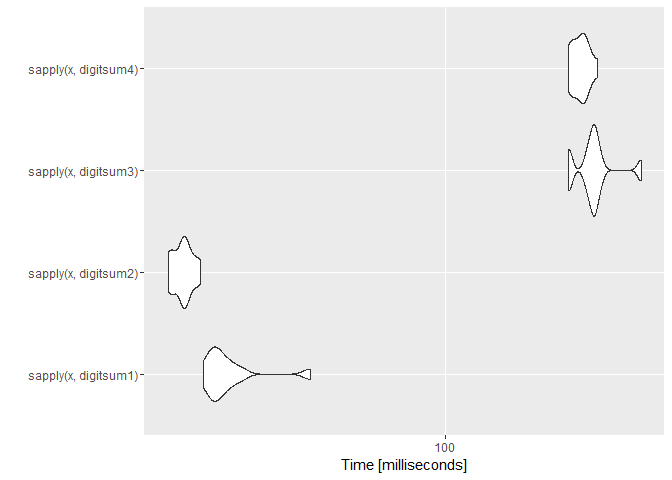 sapply(x, digitsum4)
sapply(x, digitsum3)
sapply(x, digitsum2)
sapply(x, digitsum1)
100
Time [milliseconds]